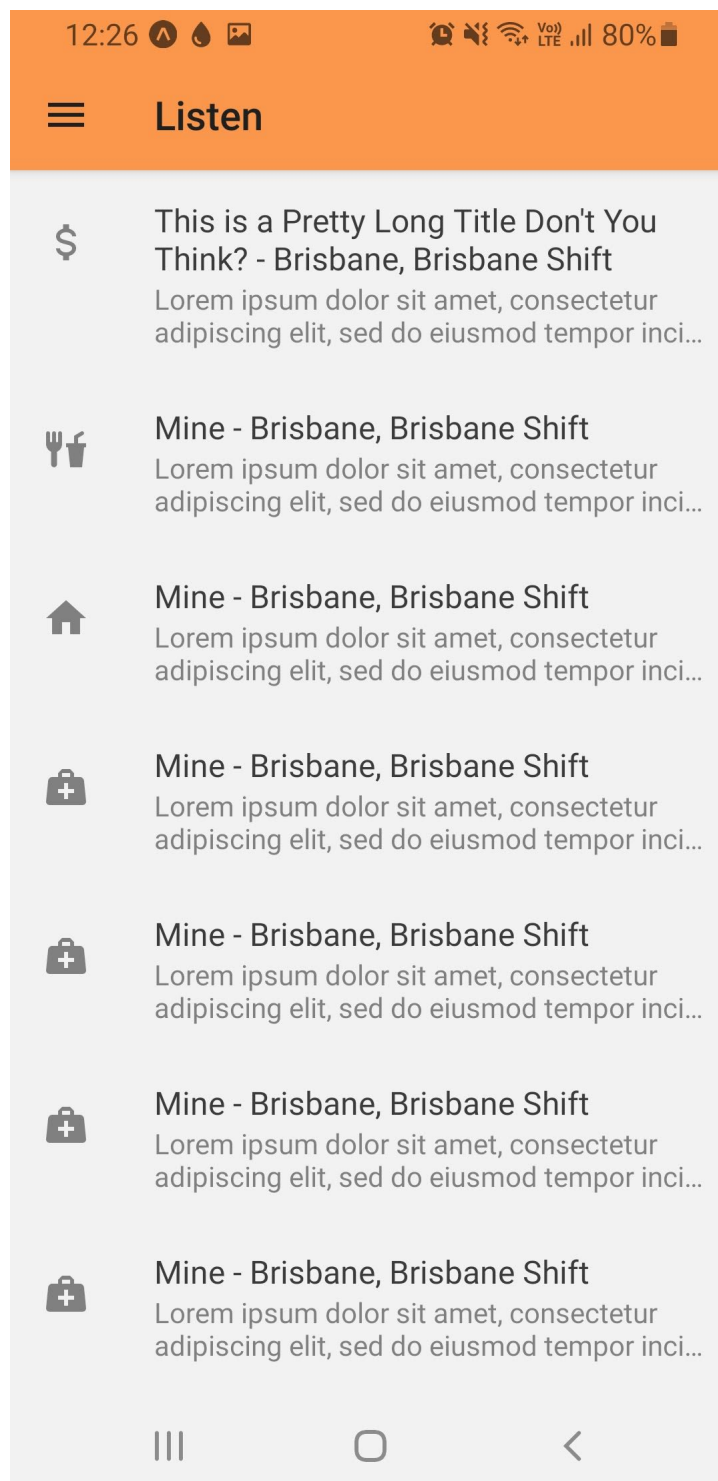 12:26 Vo)) LTE 80%
Listen
$
This is a Pretty Long Title Don't You
Think? - Brisbane, Brisbane Shift
Lorem ipsum dolor sit amet, consectetur
adipiscing elit, sed do eiusmod tempor inci...
Mine - Brisbane, Brisbane Shift
Lorem ipsum dolor sit amet, consectetur
adipiscing elit, sed do eiusmod tempor inci...
Mine - Brisbane, Brisbane Shift
Lorem ipsum dolor sit amet, consectetur
adipiscing elit, sed do eiusmod tempor inci...
Mine - Brisbane, Brisbane Shift
Lorem ipsum dolor sit amet, consectetur
adipiscing elit, sed do eiusmod tempor inci...
Mine - Brisbane, Brisbane Shift
Lorem ipsum dolor sit amet, consectetur
adipiscing elit, sed do eiusmod tempor inci...
Mine - Brisbane, Brisbane Shift
Lorem ipsum dolor sit amet, consectetur
adipiscing elit, sed do eiusmod tempor inci...
Mine - Brisbane, Brisbane Shift
Lorem ipsum dolor sit amet, consectetur
adipiscing elit, sed do eiusmod tempor inci...